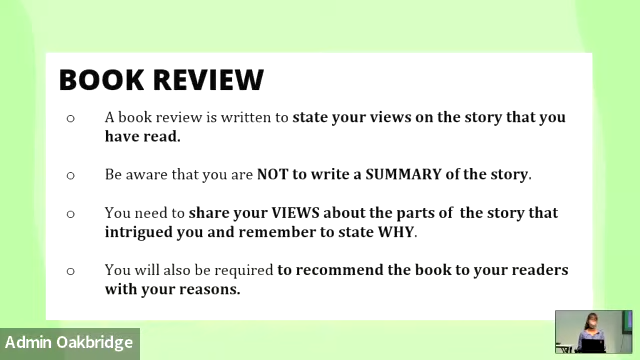 BOOK REVIEW
○ A book review is written to state your views on the story that you
have read.
○ Be aware that you are NOT to write a SUMMARY of the story.
○ You need to share your VIEWS about the parts of the story that
intrigued you and remember to state WHY.
○ You will also be required to recommend the book to your readers
with your reasons.
Admin Oakbridge